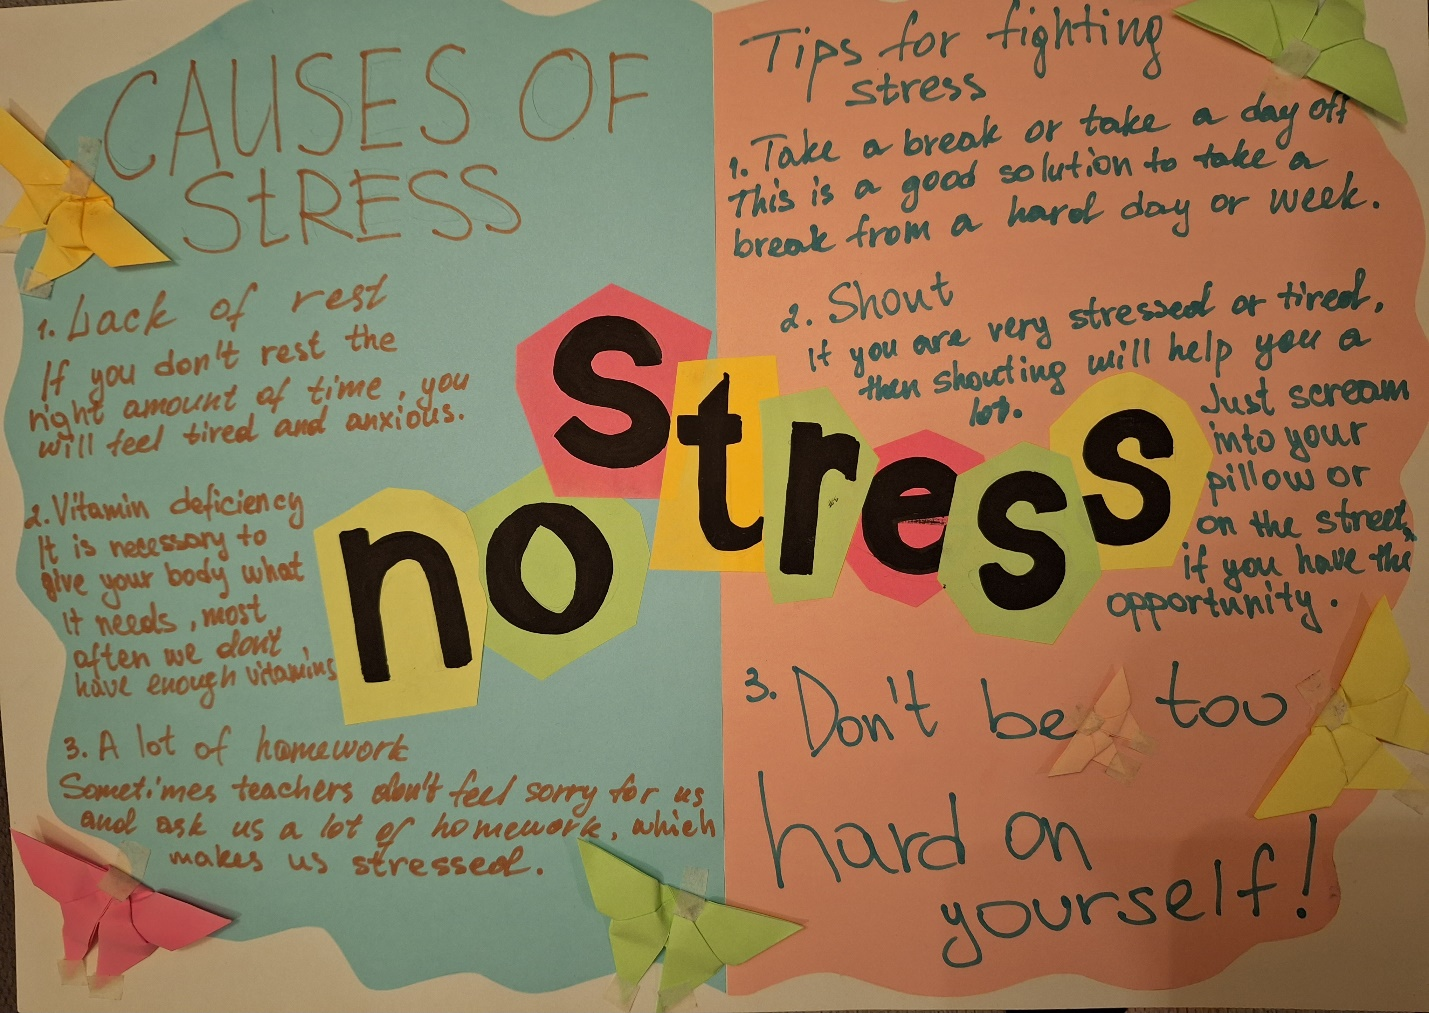 CAUSES OF
StRESS
1. Lack of rest
If you don't rest the
right amount of time, you
will feel tired and anxious.
2. Vitamin deficiency
It is necessary to
give your body what
it needs, most
often we don't
have enough vitamins
3. A lot of homework
Sometimes teachers don't feel sorry for us
and ask us a lot of homework, which
makes us stressed.
no stress
Tips for fighting
stress
1. Take a break or take a day off
This is a good solution to take a
break from a hard day or week.
2. Shout
If you are very stressed or tired,
then shouting will help you a
lot.
Just scream
into your
pillow or
on the street,
if you have the
opportunity.
3. Don't be too
hard on
yourself!